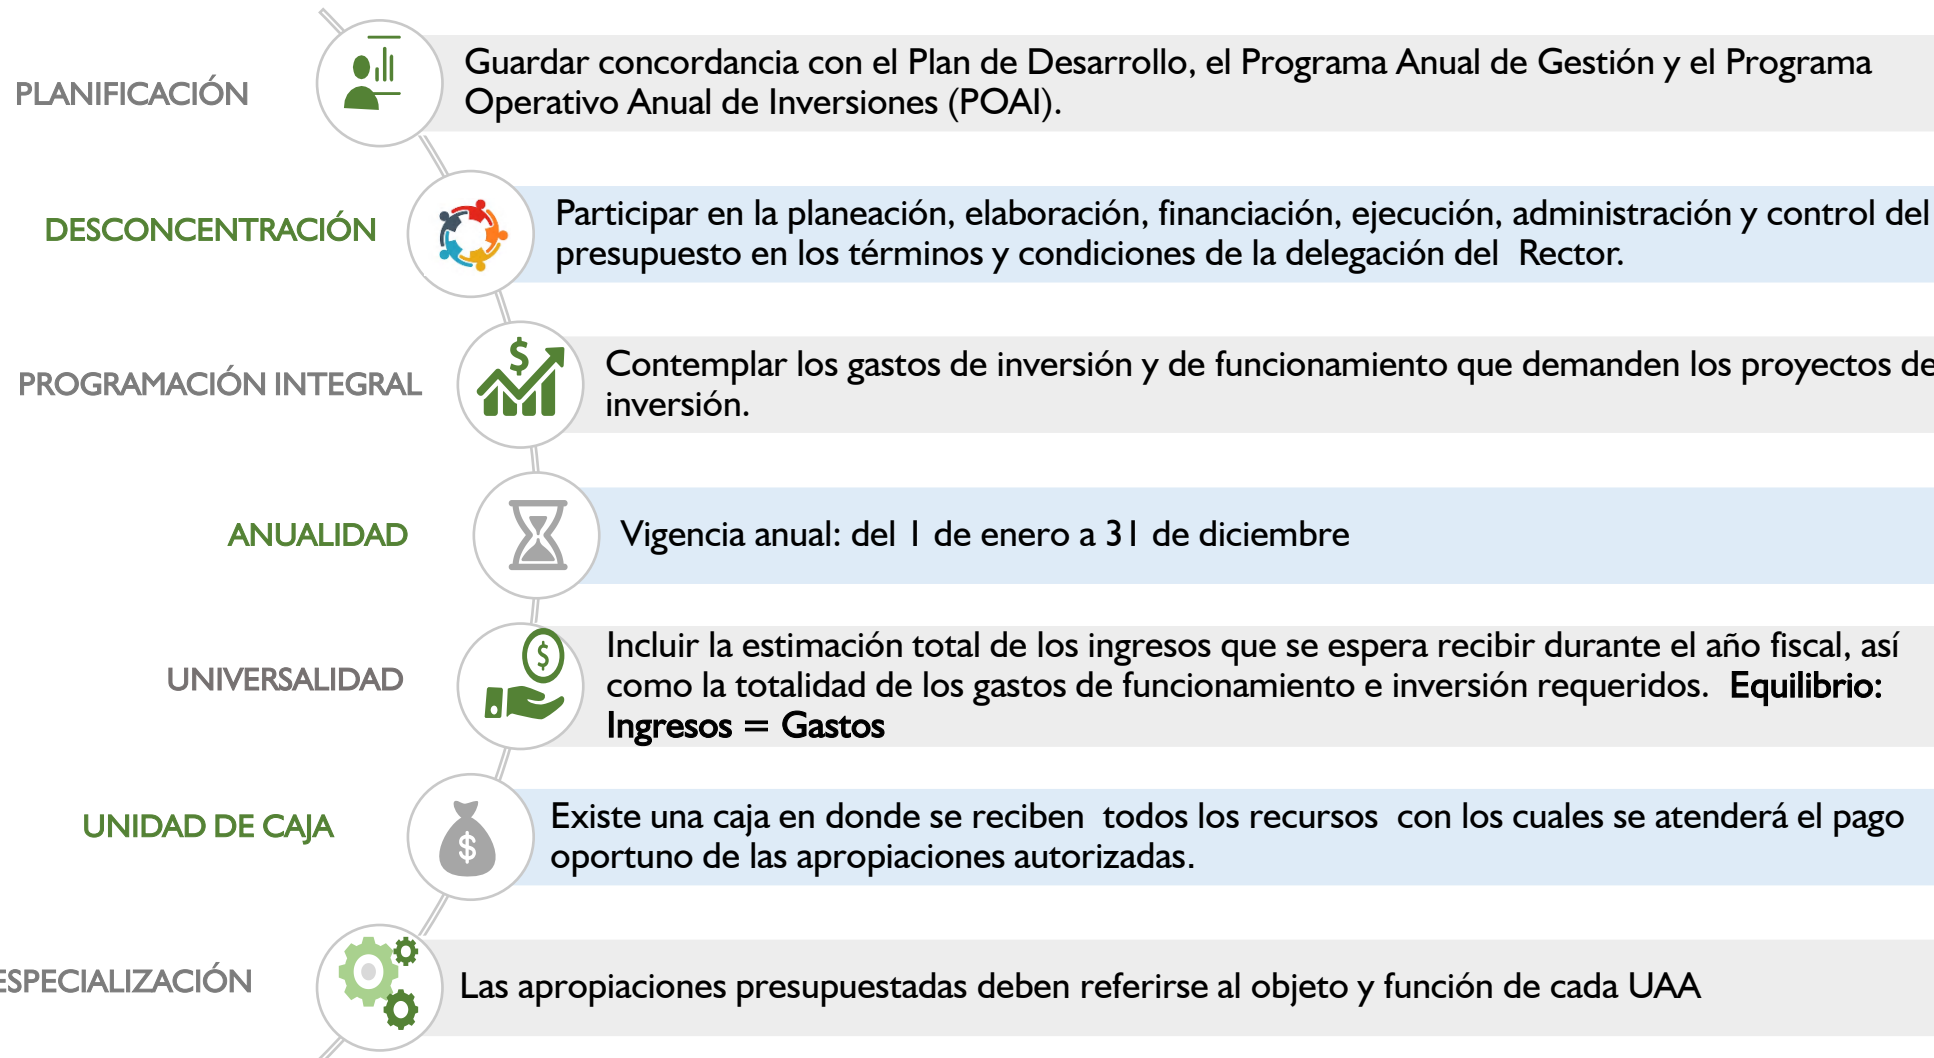 PLANIFICACIÓN
Guardar concordancia con el Plan de Desarrollo, el Programa Anual de Gestión y el Programa
Operativo Anual de Inversiones (POAI).
DESCONCENTRACIÓN
Participar en la planeación, elaboración, financiación, ejecución, administración y control del
presupuesto en los términos y condiciones de la delegación del Rector.
PROGRAMACIÓN INTEGRAL
Contemplar los gastos de inversión y de funcionamiento que demanden los proyectos de
inversión.
ANUALIDAD
Vigencia anual: del 1 de enero a 31 de diciembre
UNIVERSALIDAD
Incluir la estimación total de los ingresos que se espera recibir durante el año fiscal, así
como la totalidad de los gastos de funcionamiento e inversión requeridos. Equilibrio:
Ingresos = Gastos
UNIDAD DE CAJA
Existe una caja en donde se reciben todos los recursos con los cuales se atenderá el pago
oportuno de las apropiaciones autorizadas.
ESPECIALIZACIÓN
Las apropiaciones presupuestadas deben referirse al objeto y función de cada UAA